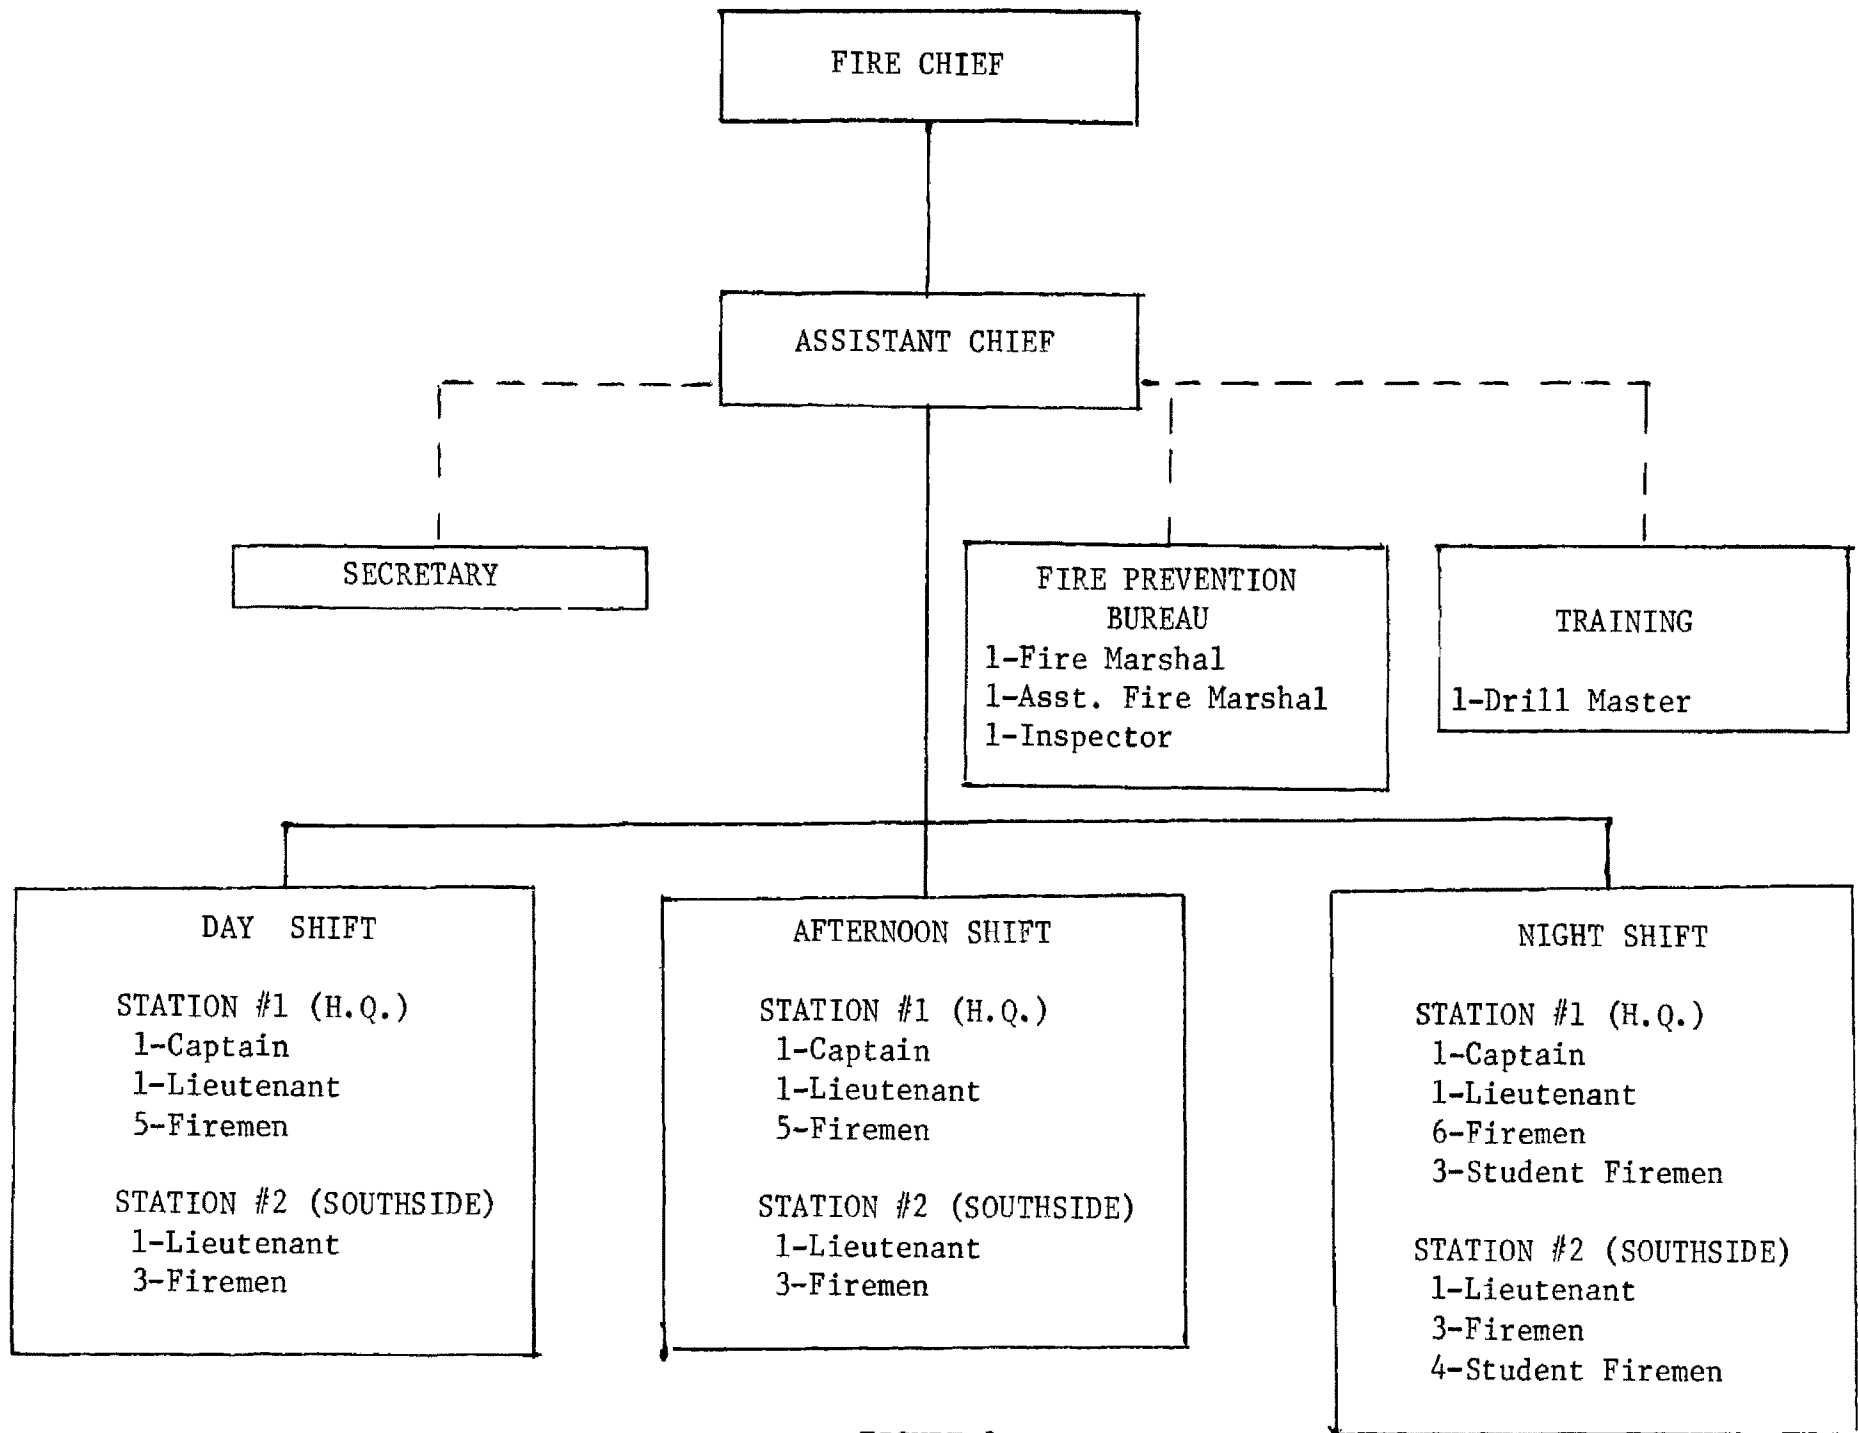 FIRE CHIEF
ASSISTANT CHIEF
SECRETARY
FIRE PREVENTION
BUREAU
1-Fire Marshal
1-Asst. Fire Marshal
1-Inspector
TRAINING
1-Drill Master
DAY SHIFT
STATION #1 (H.Q.)
1-Captain
1-Lieutenant
5-Firemen
STATION #2 (SOUTHSIDE)
1-Lieutenant
3-Firemen
AFTERNOON SHIFT
STATION #1 (H.Q.)
1-Captain
1-Lieutenant
5-Firemen
STATION #2 (SOUTHSIDE)
1-Lieutenant
3-Firemen
NIGHT SHIFT
STATION #1 (H.Q.)
1-Captain
1-Lieutenant
6-Firemen
3-Student Firemen
STATION #2 (SOUTHSIDE)
1-Lieutenant
3-Firemen
4-Student Firemen